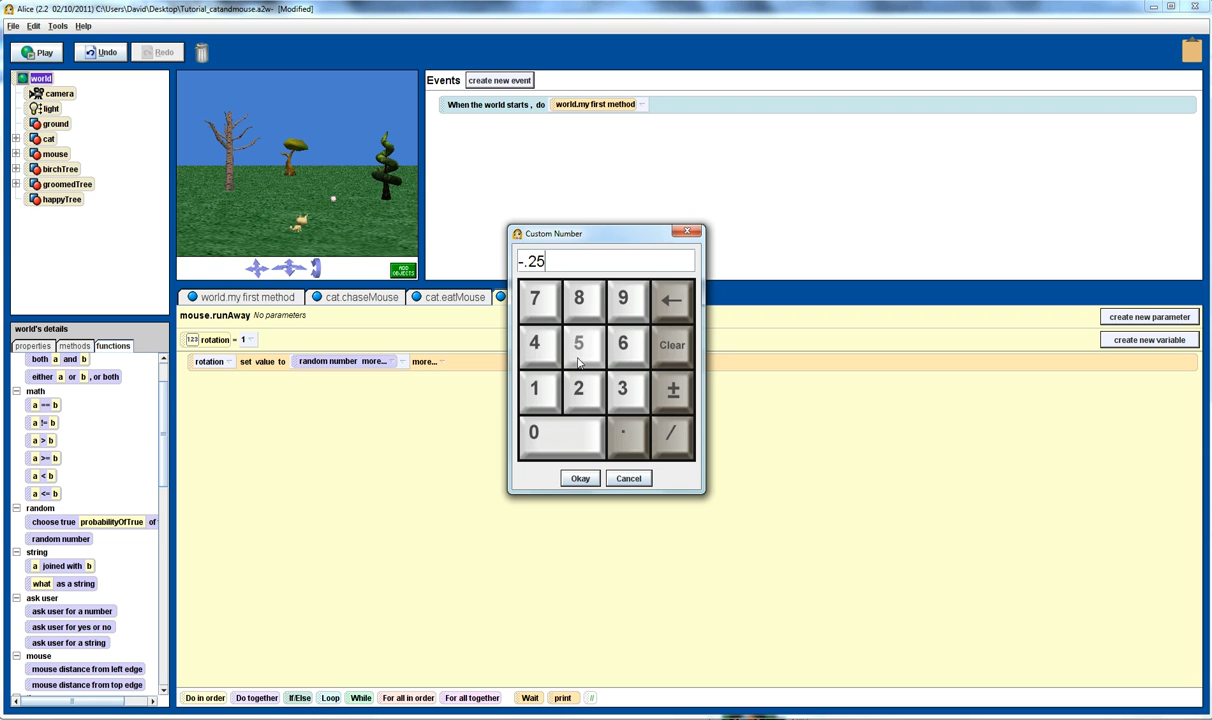 Alice (2.2 02/10/2011) C:\Users\David\Desktop\Tutorial_catandmouse.a2w- [Modified]
File Edit Tools Help
Play Undo Redo
world
camera
light
ground
cat
mouse
birchTree
groomedTree
happyTree
ADD OBJECTS
Events create new event
When the world starts , do world.my first method
world's details
properties methods functions
both a and b
either a or b , or both
math
a == b
a != b
a > b
a >= b
a < b
a <= b
random
choose true probabilityOfTrue of
random number
string
a joined with b
what as a string
ask user
ask user for a number
ask user for yes or no
ask user for a string
mouse
mouse distance from left edge
mouse distance from top edge
world.my first method cat.chaseMouse cat.eatMouse
mouse.runAway No parameters
create new parameter
123 rotation = 1
create new variable
rotation set value to random number more... more...
Custom Number
-.25
7 8 9 ←
4 5 6 Clear
1 2 3 ±
0 . /
Okay Cancel
Do in order Do together If/Else Loop While For all in order For all together Wait print //